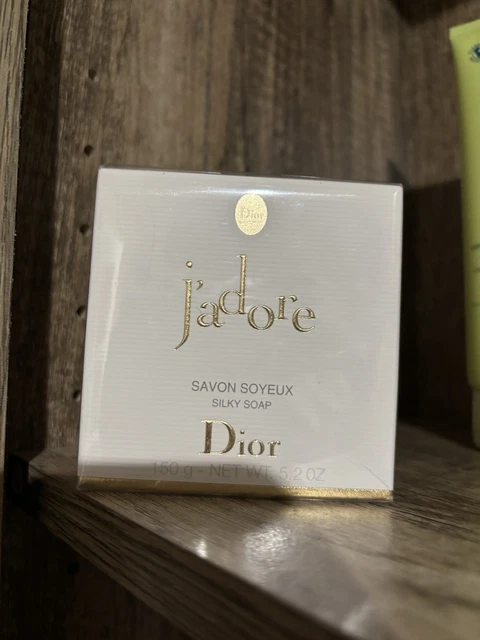 Dior
j'adore
SAVON SOYEUX
SILKY SOAP
Dior
150 g - NET WT. 5.2 OZ